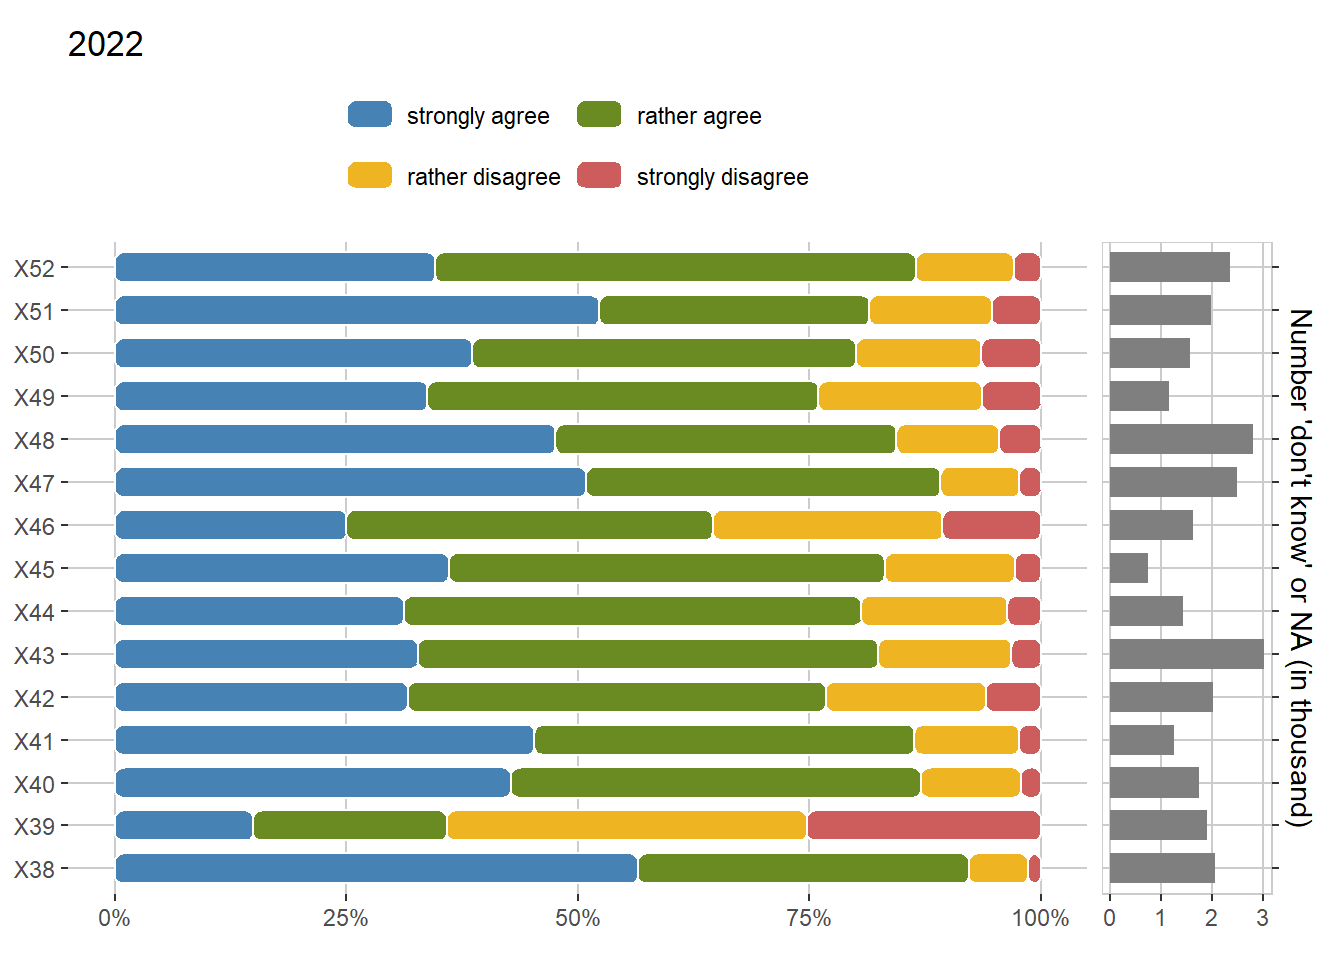 2022
strongly agree
rather agree
rather disagree
strongly disagree
X52
X51
X50
X49
X48
X47
X46
X45
X44
X43
X42
X41
X40
X39
X38
0%
25%
50%
75%
100%
0
1
2
3
Number 'don't know' or NA (in thousand)